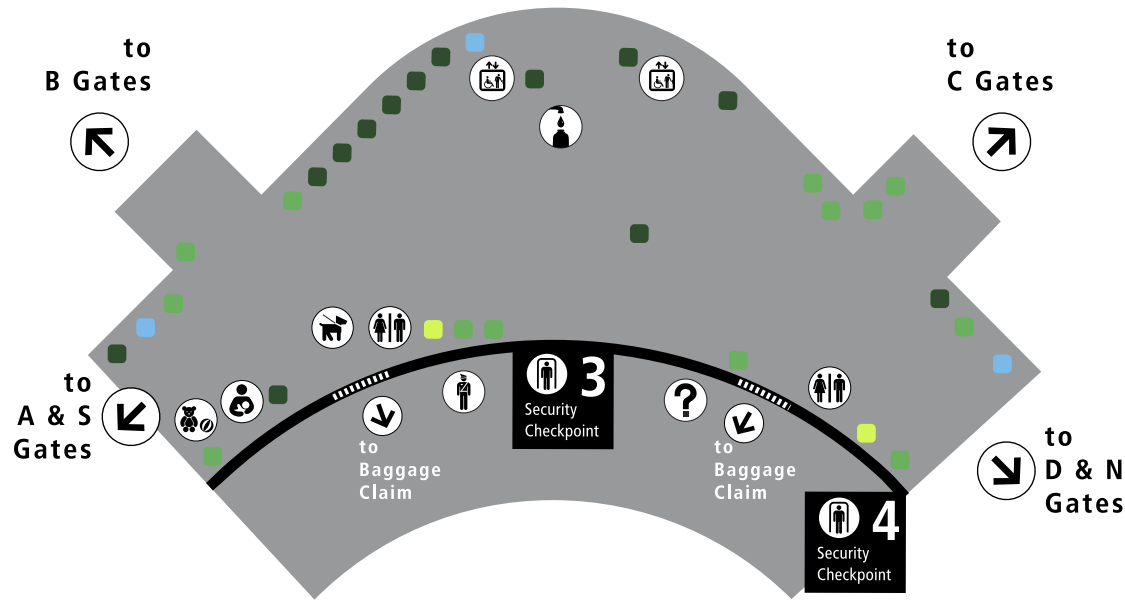 to
B Gates
to
C Gates
to
A & S
Gates
to
Baggage
Claim
3
Security
Checkpoint
?
to
Baggage
Claim
to
D & N
Gates
4
Security
Checkpoint